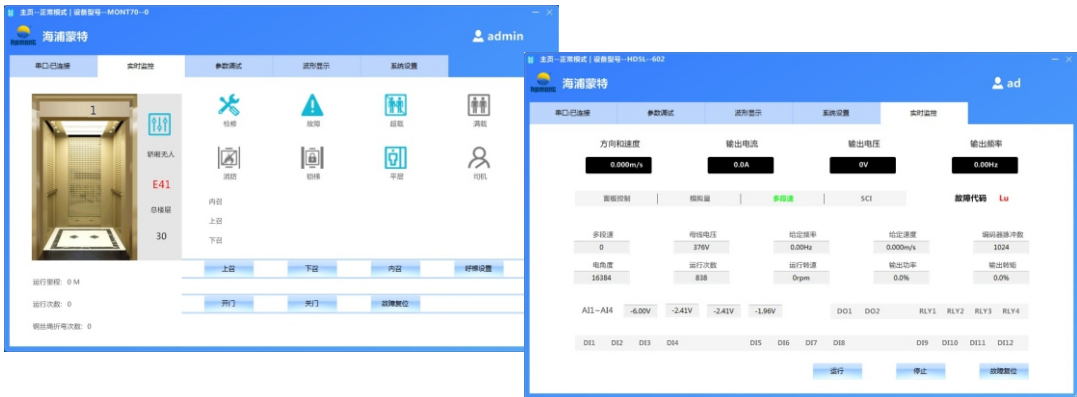 主页--正常模式 | 设备型号--MONT70--0
HPMONT
海浦蒙特
admin
串口已连接 实时监控 参数调试 波形显示 系统设置
1
轿厢无人
E41
总楼层
30
检修 故障 超载 满载
消防 锁梯 平层 司机
内召
上召
下召
上召 下召 内召 呼梯设置
开门 关门 故障复位
运行里程: 0 M
运行次数: 0
钢丝绳折弯次数: 0
主页--正常模式 | 设备型号--HD5L--602
HPMONT
海浦蒙特
ad
串口已连接 参数调试 波形显示 系统设置 实时监控
方向和速度 输出电流 输出电压 输出频率
0.000m/s 0.0A 0V 0.00Hz
面板控制 模拟量 多段速 SCI 故障代码 Lu
多段速 母线电压 给定频率 给定速度 编码器脉冲数
0 376V 0.00Hz 0.000m/s 1024
电角度 运行次数 运行转速 输出功率 输出转矩
16384 838 0rpm 0.0% 0.0%
AI1~AI4 -6.00V -2.41V -2.41V -1.96V DO1 DO2 RLY1 RLY2 RLY3 RLY4
DI1 DI2 DI3 DI4 DI5 DI6 DI7 DI8 DI9 DI10 DI11 DI12
运行 停止 故障复位